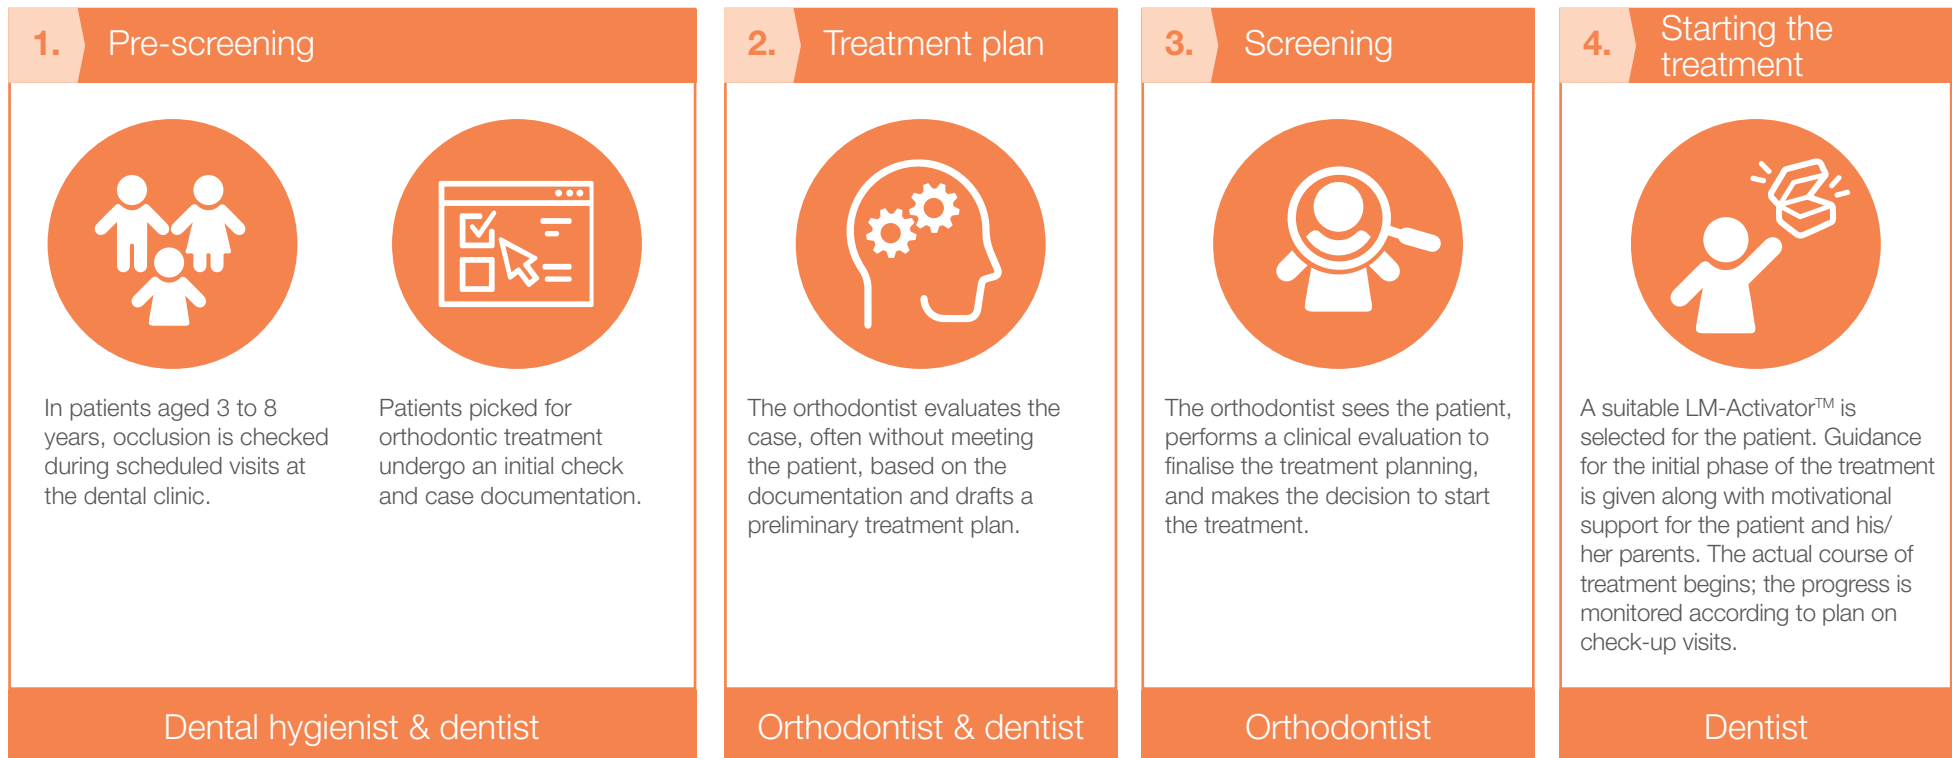 1. Pre-screening
In patients aged 3 to 8
years, occlusion is checked
during scheduled visits at
the dental clinic.
Patients picked for
orthodontic treatment
undergo an initial check
and case documentation.
Dental hygienist & dentist
2. Treatment plan
The orthodontist evaluates the
case, often without meeting
the patient, based on the
documentation and drafts a
preliminary treatment plan.
Orthodontist & dentist
3. Screening
The orthodontist sees the patient,
performs a clinical evaluation to
finalise the treatment planning,
and makes the decision to start
the treatment.
Orthodontist
4. Starting the
treatment
A suitable LM-Activator™ is
selected for the patient. Guidance
for the initial phase of the treatment
is given along with motivational
support for the patient and his/
her parents. The actual course of
treatment begins; the progress is
monitored according to plan on
check-up visits.
Dentist